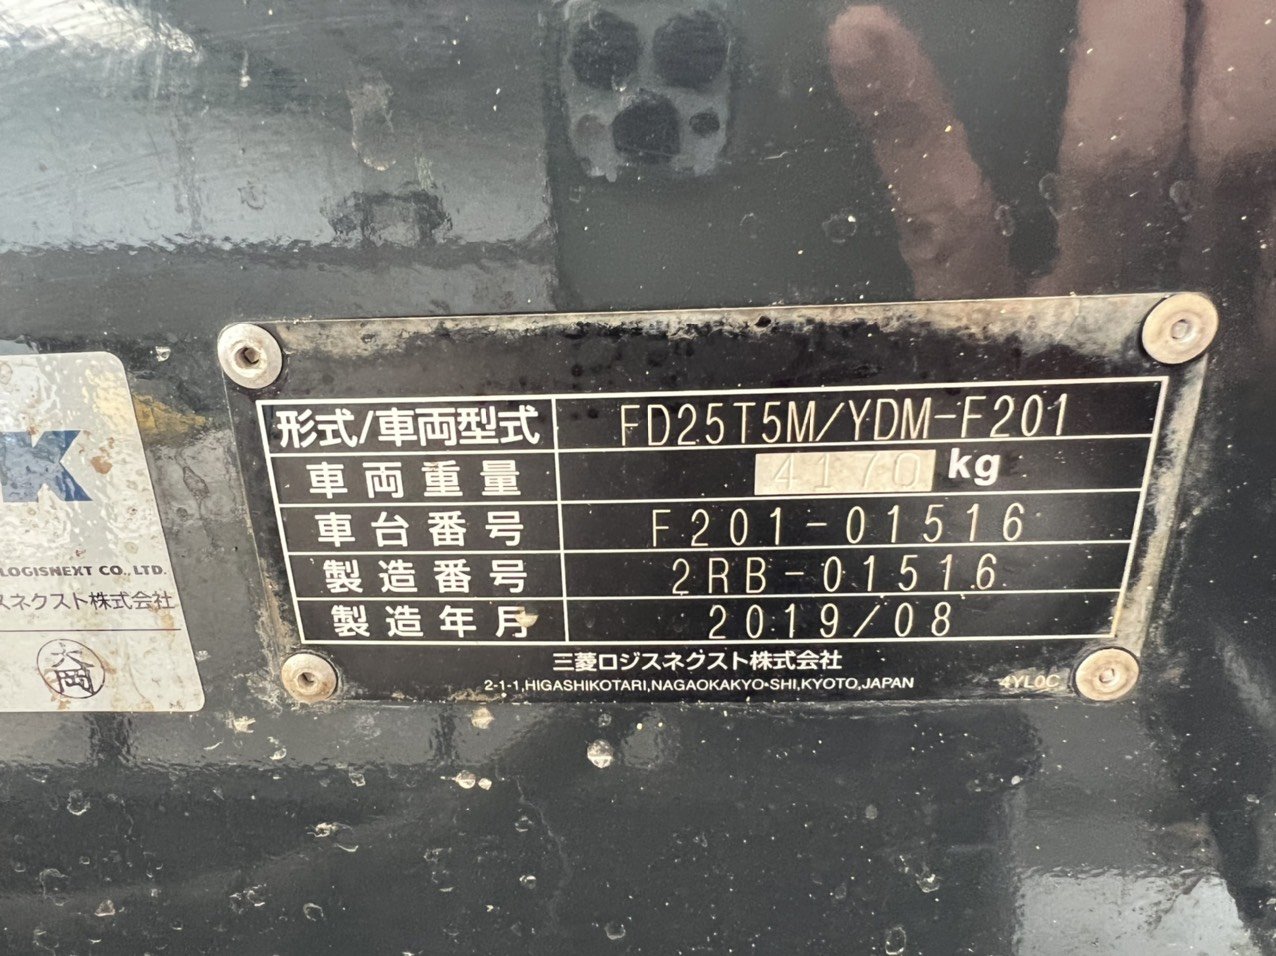 K
LOGISNEXT CO., LTD.
スネクスト株式会社
形式/車両型式 FD25T5M/YDM-F201
車両重量 4170 kg
車台番号 F201-01516
製造番号 2RB-01516
製造年月 2019/08
三菱ロジスネクスト株式会社
2-1-1,HIGASHIKOTARI,NAGAOKAKYO-SHI,KYOTO,JAPAN
4YL0C